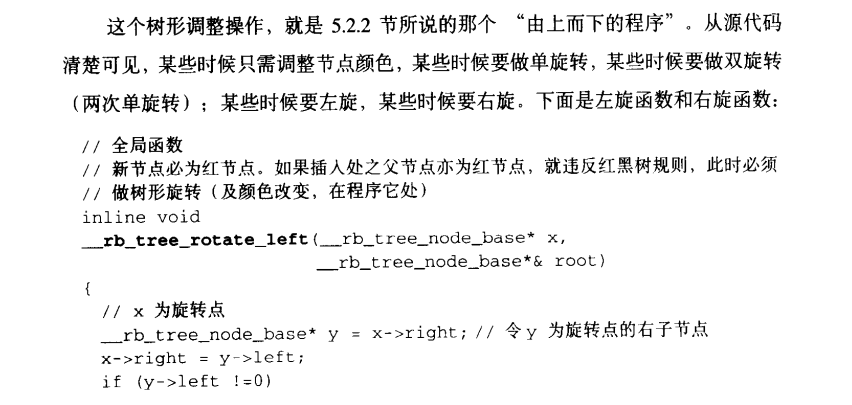 这个树形调整操作，就是 5.2.2 节所说的那个 “由上而下的程序”。从源代码
清楚可见，某些时候只需调整节点颜色，某些时候要做单旋转，某些时候要做双旋转
（两次单旋转）；某些时候要左旋，某些时候要右旋。下面是左旋函数和右旋函数：
// 全局函数
// 新节点必为红节点。如果插入处之父节点亦为红节点，就违反红黑树规则，此时必须
// 做树形旋转（及颜色改变，在程序它处）
inline void
__rb_tree_rotate_left(__rb_tree_node_base* x,
__rb_tree_node_base*& root)
{
// x 为旋转点
__rb_tree_node_base* y = x->right; // 令 y 为旋转点的右子节点
x->right = y->left;
if (y->left !=0)